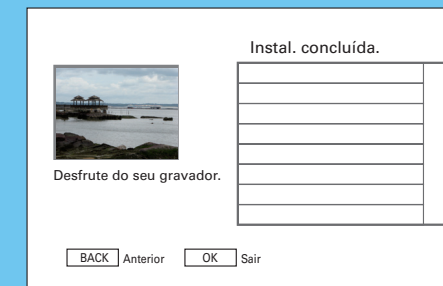 Instal. concluída.
Desfrute do seu gravador.
BACK Anterior OK Sair